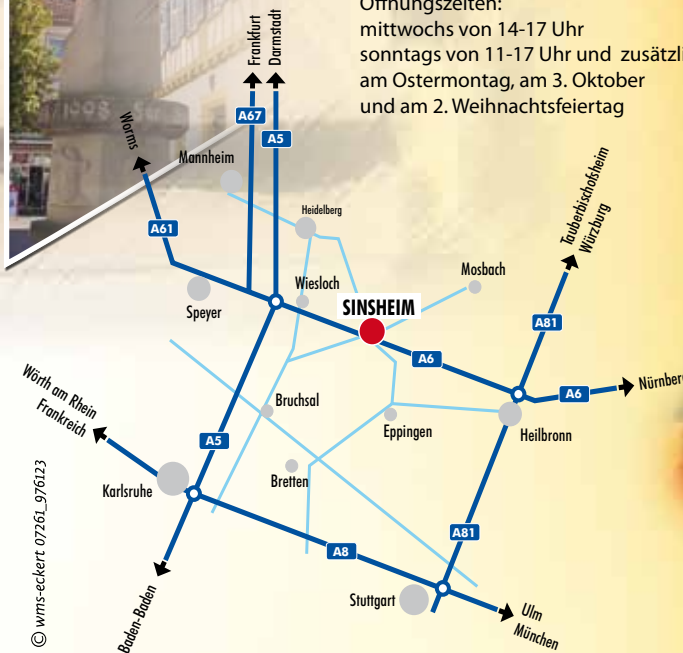 Öffnungszeiten:
mittwochs von 14-17 Uhr
sonntags von 11-17 Uhr und zusätzli
am Ostermontag, am 3. Oktober
und am 2. Weihnachtsfeiertag
Frankfurt
Darmstadt
A67
A5
Worms
Mannheim
A61
Heidelberg
Tauberbischofsheim
Würzburg
Speyer
Wiesloch
Mosbach
SINSHEIM
A81
A6
A6
Nürnberg
Wörth am Rhein
Frankreich
Bruchsal
Eppingen
Heilbronn
A5
Karlsruhe
Bretten
A81
A8
Stuttgart
Ulm
München
Baden-Baden
© wms-eckert 07261_976123